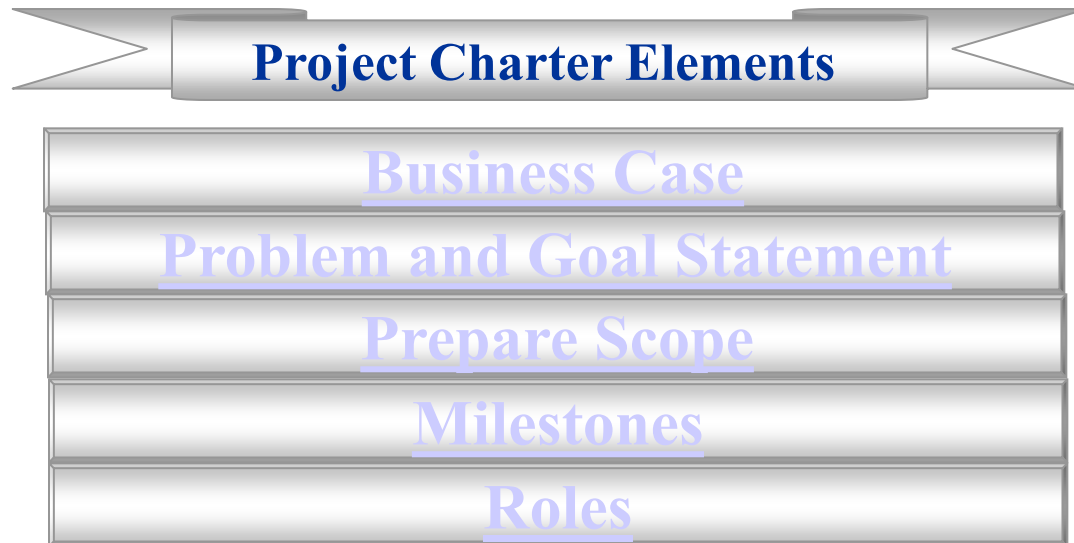 Project Charter Elements
Business Case
Problem and Goal Statement
Prepare Scope
Milestones
Roles